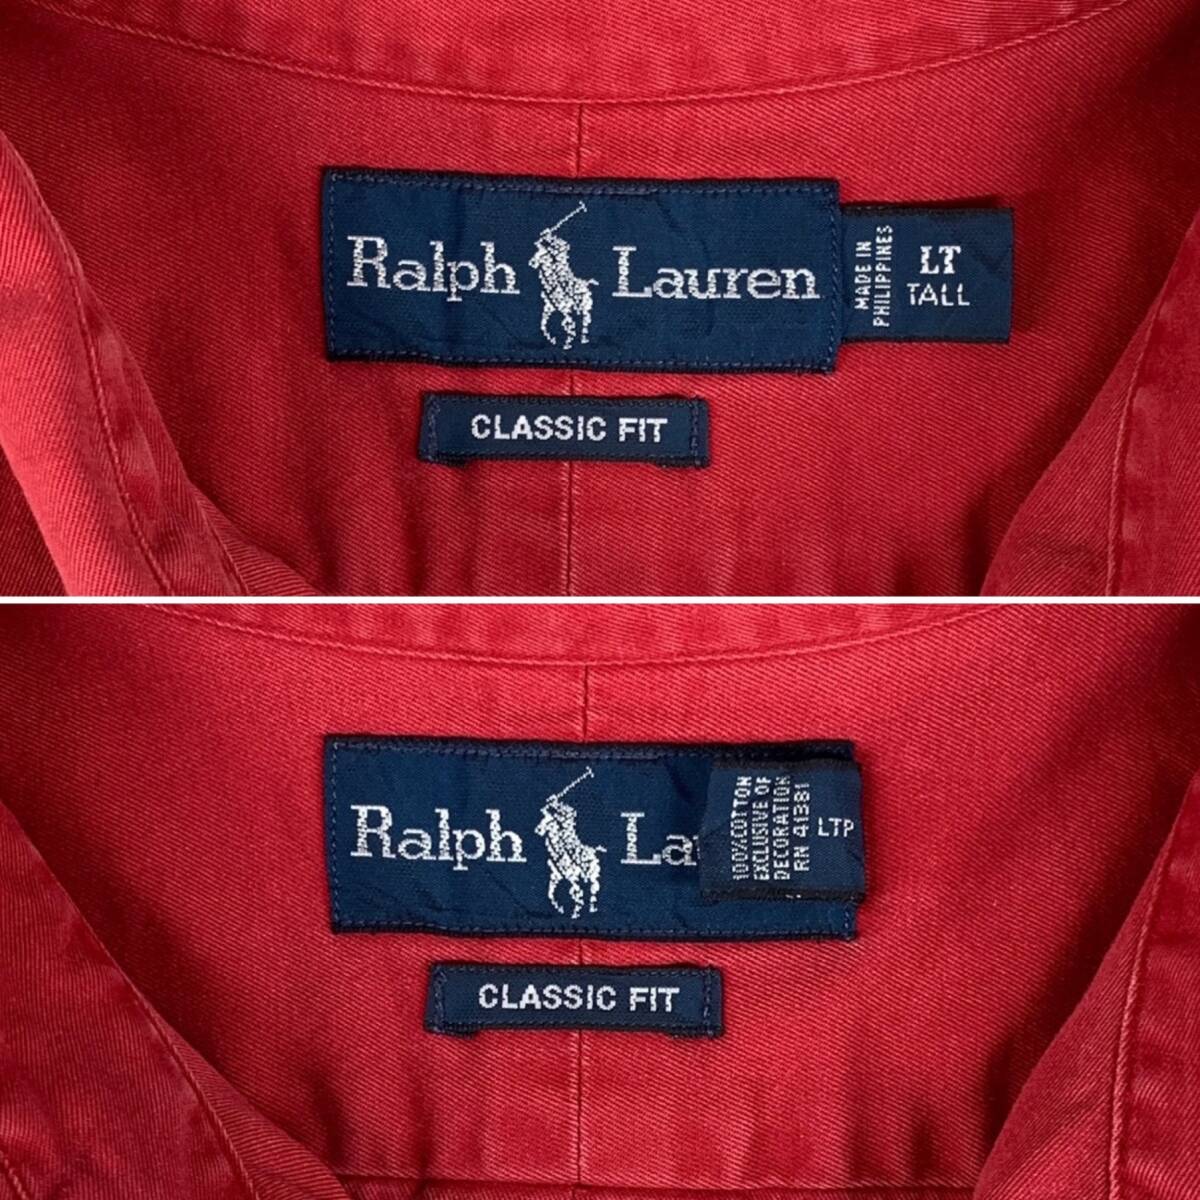 Ralph Lauren
MADE IN
PHILIPPINES
LT
TALL
CLASSIC FIT
Ralph La
100% COTTON
EXCLUSIVE OF
DECORATION
RN 41381
LTP
CLASSIC FIT